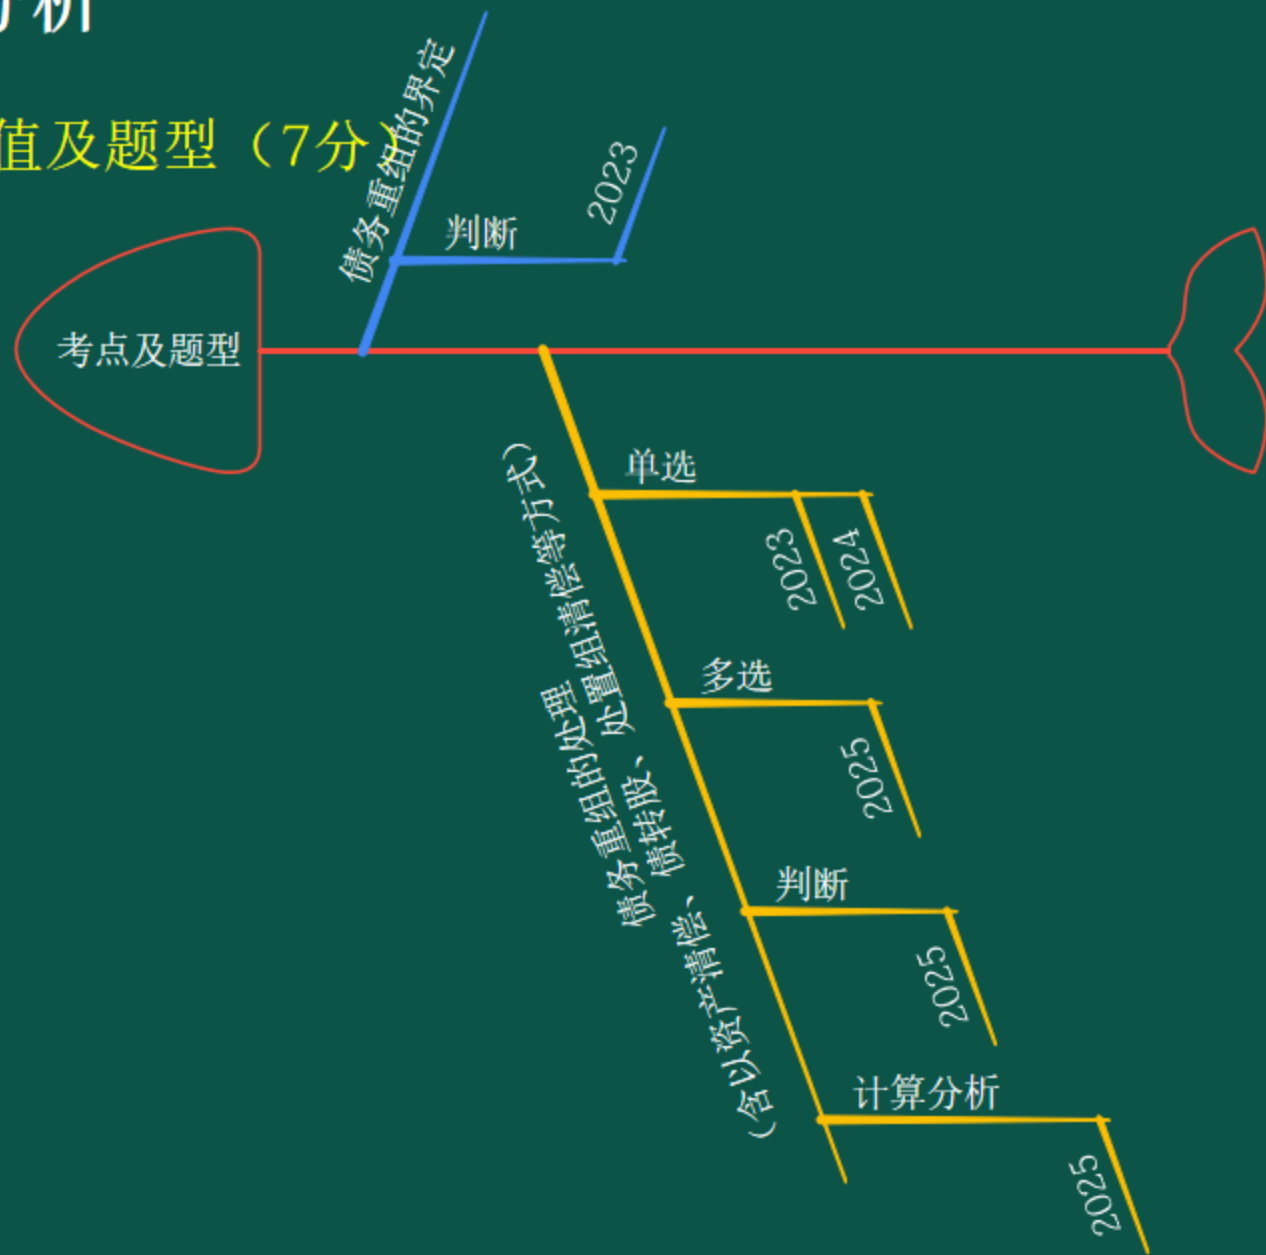 分析
值及题型（7分）
债务重组的界定
判断
2023
考点及题型
债务重组的处理
（含以资产清偿、债转股、处置组清偿等方式）
单选
2023
2024
多选
2025
判断
2025
计算分析
2025